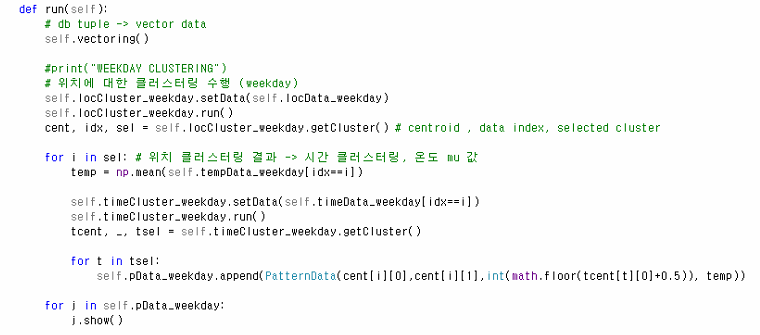 def run(self):
# db tuple -> vector data
self.vectoring()
#print("WEEKDAY CLUSTERING")
# 위치에 대한 클러스터링 수행 (weekday)
self.locCluster_weekday.setData(self.locData_weekday)
self.locCluster_weekday.run()
cent, idx, sel = self.locCluster_weekday.getCluster() # centroid , data index, selected cluster
for i in sel: # 위치 클러스터링 결과 -> 시간 클러스터링, 온도 mu 값
temp = np.mean(self.tempData_weekday[idx==i])
self.timeCluster_weekday.setData(self.timeData_weekday[idx==i])
self.timeCluster_weekday.run()
tcent, _, tsel = self.timeCluster_weekday.getCluster()
for t in tsel:
self.pData_weekday.append(PatternData(cent[i][0],cent[i][1],int(math.floor(tcent[t][0]+0.5)), temp))
for j in self.pData_weekday:
j.show()